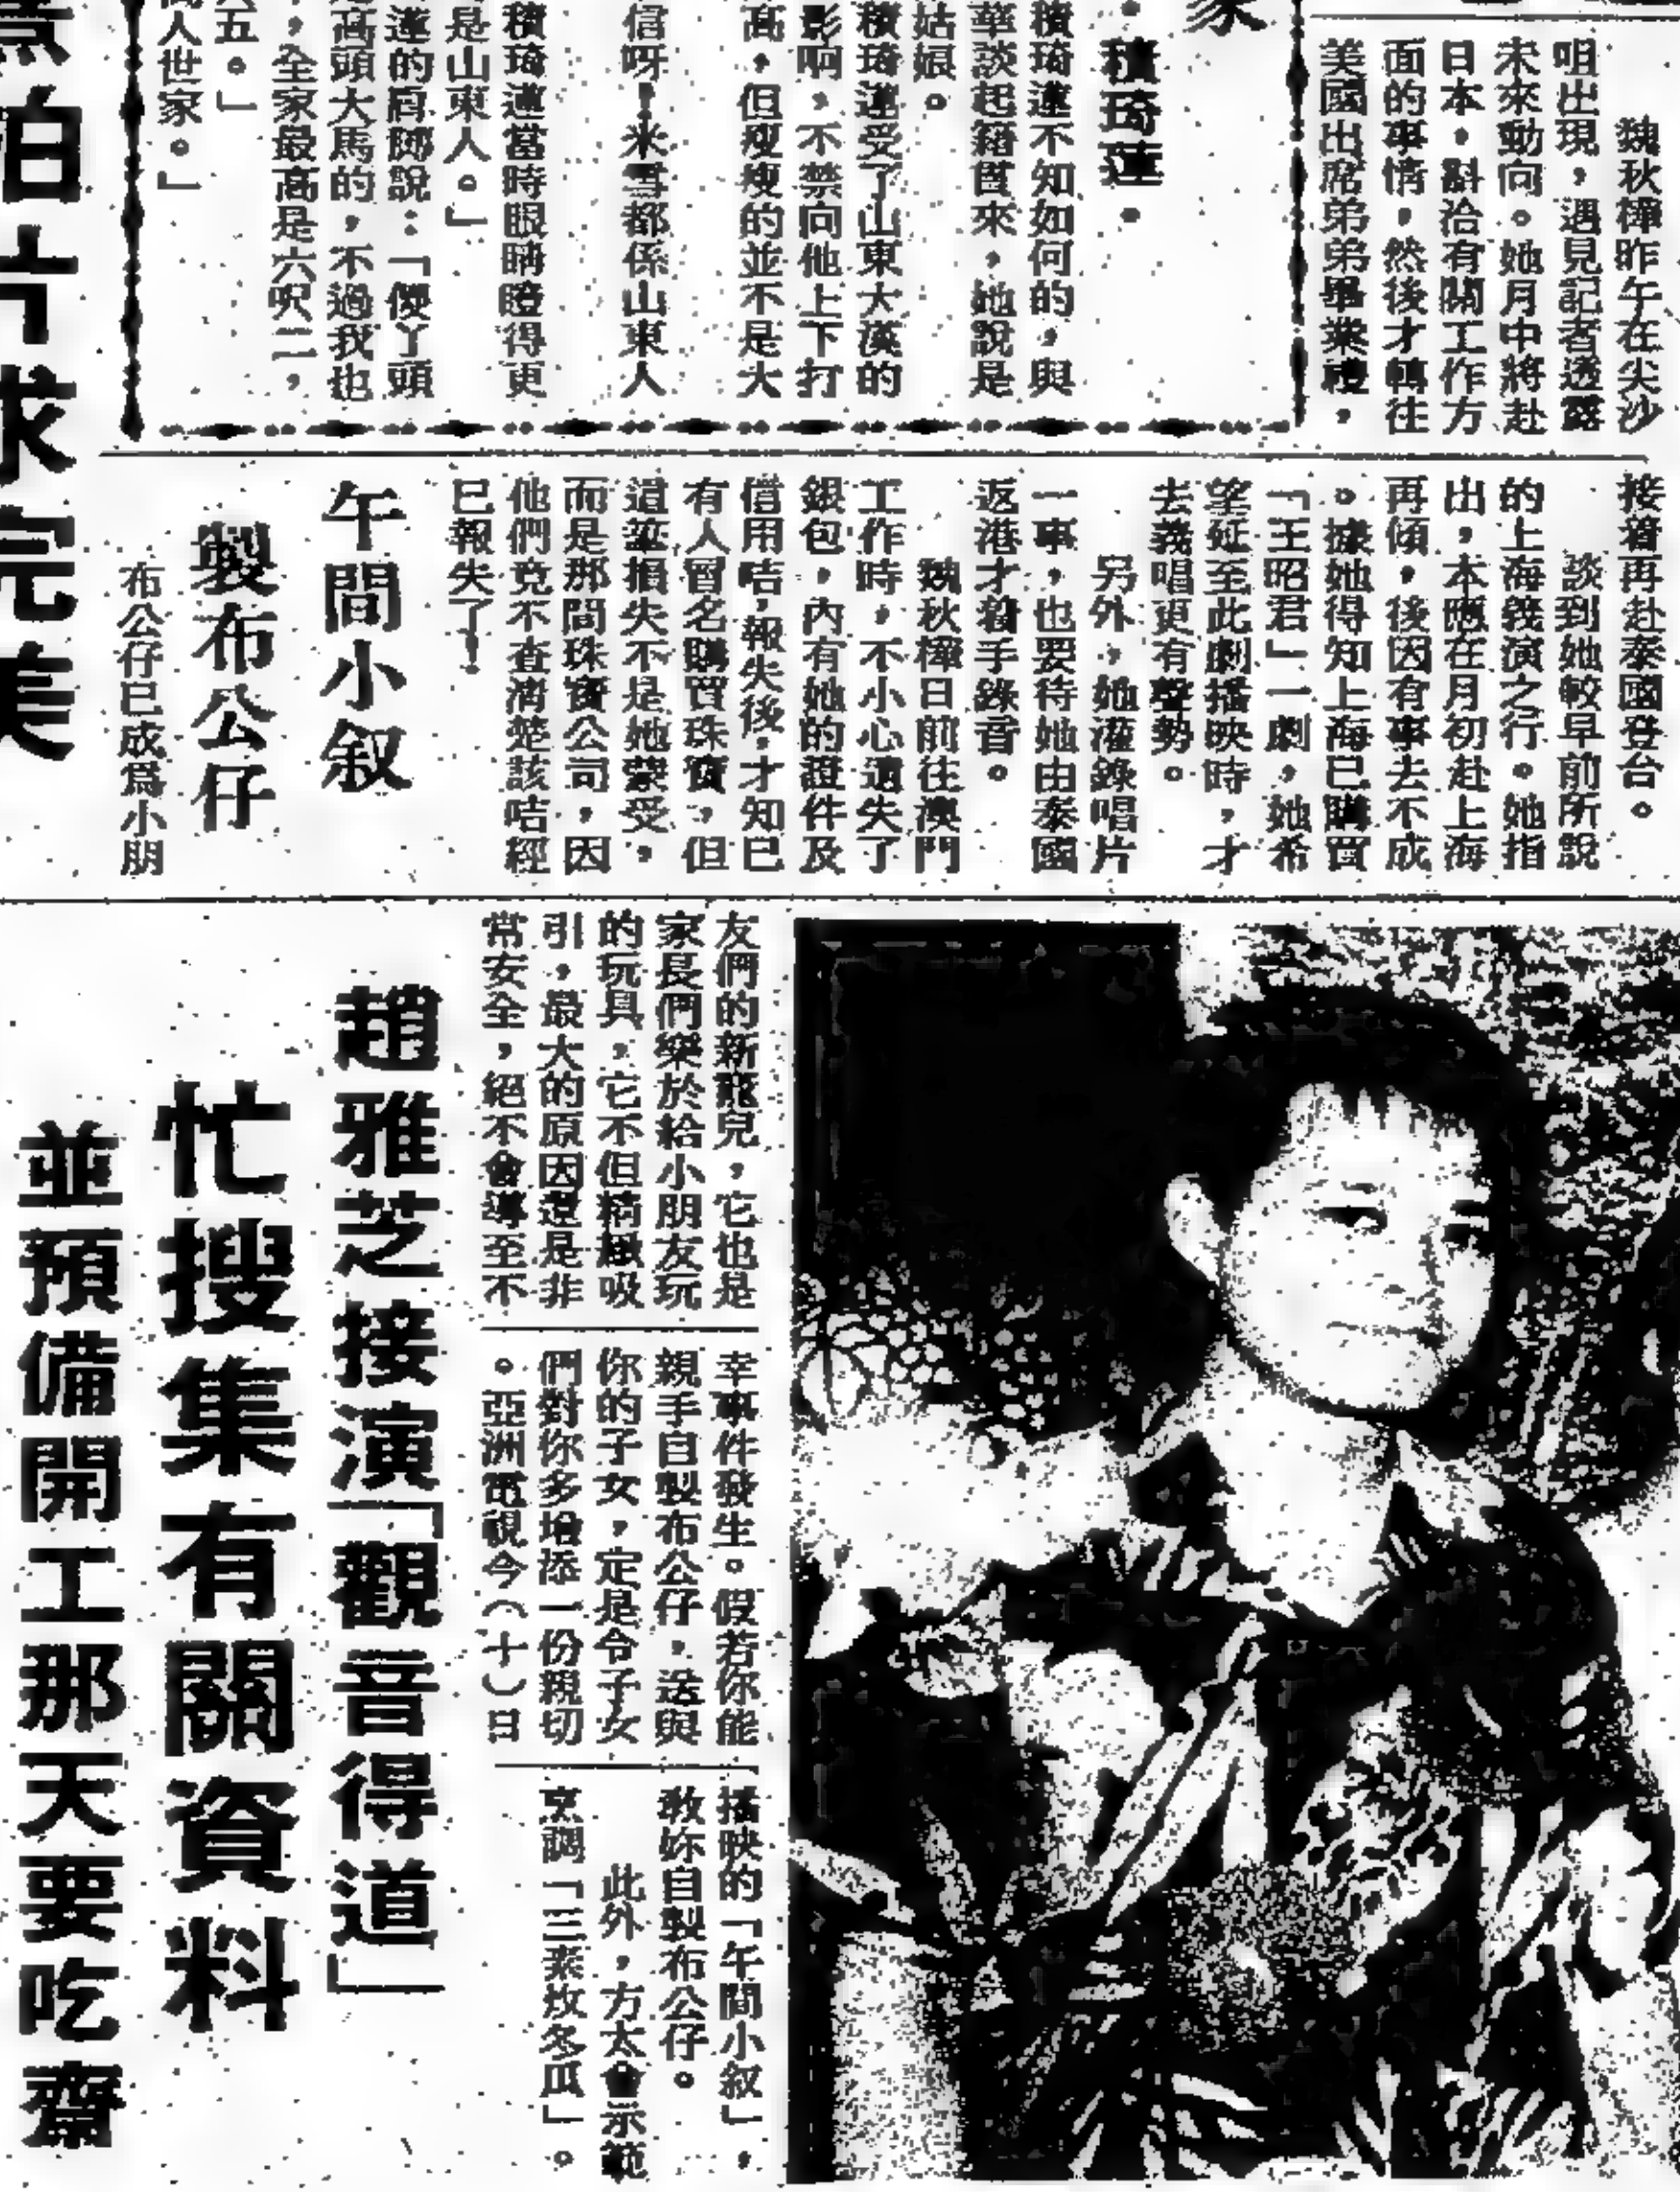 魏秋樺昨午在尖沙
咀出現，遇見記者透露
未來動向。她月中將赴
日本，斟洽有關工作方
面的事情，然後才轉往
美國出席弟弟畢業禮，
接着再赴泰國登台。
談到她較早前所說
的上海義演之行。她指
出，本應在月初赴上海
再傾，後因有事去不成
。據她得知上海已購買
「王昭君」一劇，她希
望延至此劇播映時，才
去義唱更有聲勢。
另外，她灌錄唱片
一事，也要待她由泰國
返港才着手錄音。
魏秋樺日前往澳門
工作時，不小心遺失了
銀包，內有她的證件及
信用咭，報失後，才知已
有人冒名購買珠寶，但
這筆損失不是她蒙受，
而是那間珠寶公司，因
他們竟不查清楚該咭經
已報失了！
家
積琦蓮。
積琦蓮不知如何的，與
華談起籍貫來，她說是
姑娘。
積琦蓮受了山東大漢的
影响，不禁向他上下打
高，但瘦瘦的並不是大
信呀！米雪都係山東人
積琦蓮當時眼睛瞪得更
是山東人。」
蓮的肩膊說：「傻丫頭
高頭大馬的，不過我也
，全家最高是六呎二，
五。」
人世家。」
拍片求完美
午間小叙
製布公仔
布公仔已成爲小朋
友們的新寵兒，它也是
家長們樂於給小朋友玩
的玩具，它不但精緻吸
引，最大的原因還是非
常安全，絕不會導至不
幸事件發生。假若你能
親手自製布公仔，送與
你的子女，定是令子女
們對你多增添一份親切
。亞洲電視今（十）日
播映的「午間小叙」，
教妳自製布公仔。
此外，方太會示範
烹調「三素炆冬瓜」。
趙雅芝接演「觀音得道」
忙搜集有關資料
並預備開工那天要吃齋